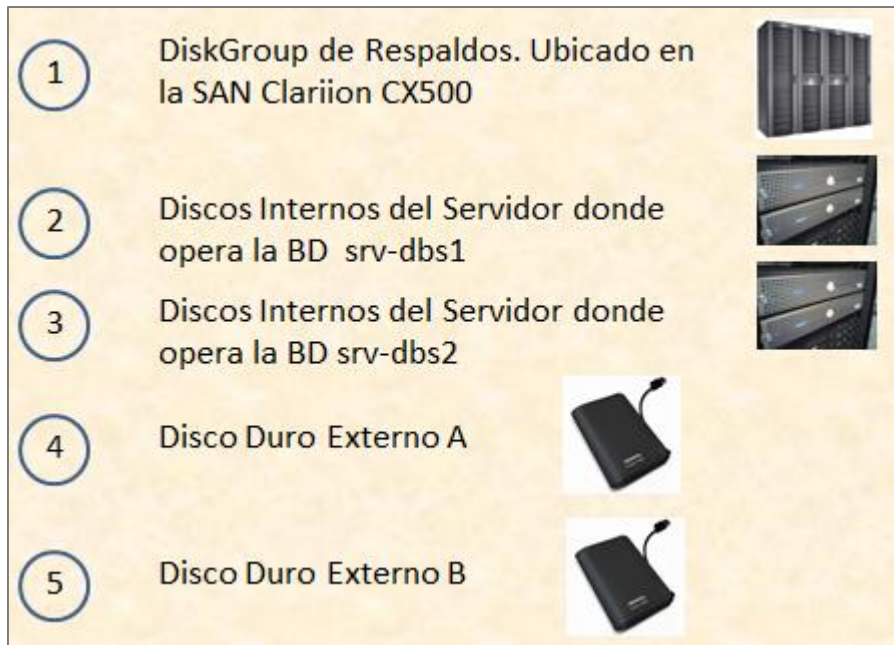 1
DiskGroup de Respaldos. Ubicado en
la SAN Clariion CX500
2
Discos Internos del Servidor donde
opera la BD srv-dbs1
3
Discos Internos del Servidor donde
opera la BD srv-dbs2
4
Disco Duro Externo A
5
Disco Duro Externo B